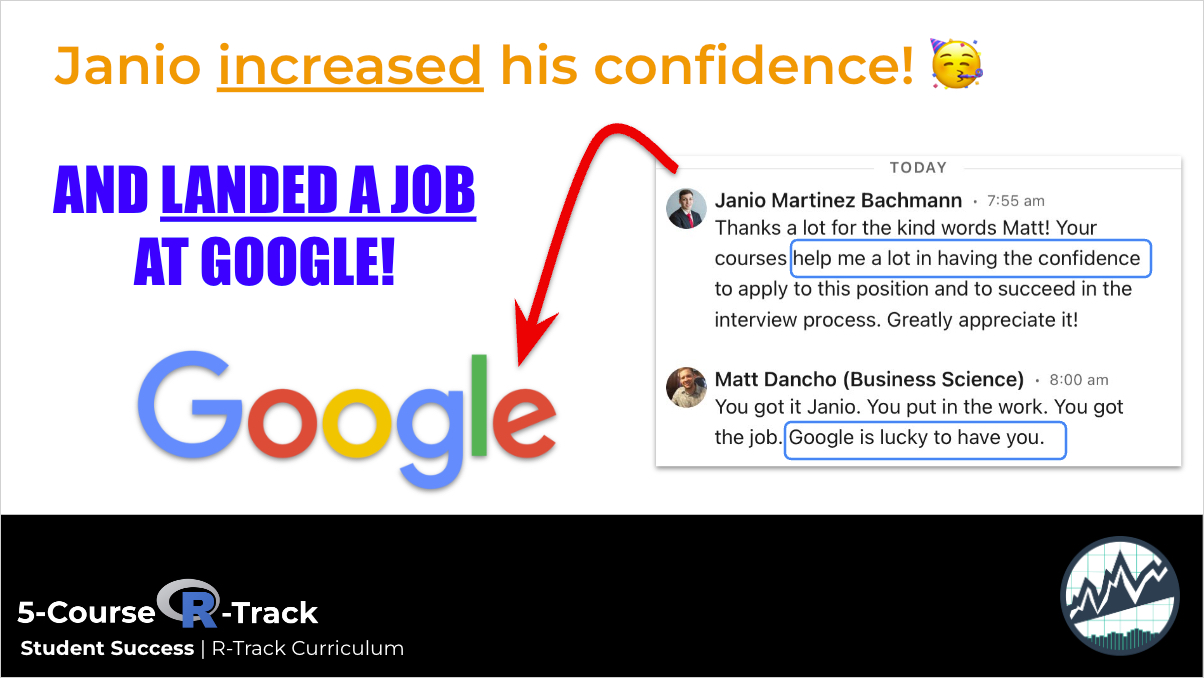 Janio increased his confidence! 🥳
AND LANDED A JOB
AT GOOGLE!
Google
TODAY
Janio Martinez Bachmann • 7:55 am
Thanks a lot for the kind words Matt! Your
courses help me a lot in having the confidence
to apply to this position and to succeed in the
interview process. Greatly appreciate it!
Matt Dancho (Business Science) • 8:00 am
You got it Janio. You put in the work. You got
the job. Google is lucky to have you.
5-Course R-Track
Student Success | R-Track Curriculum